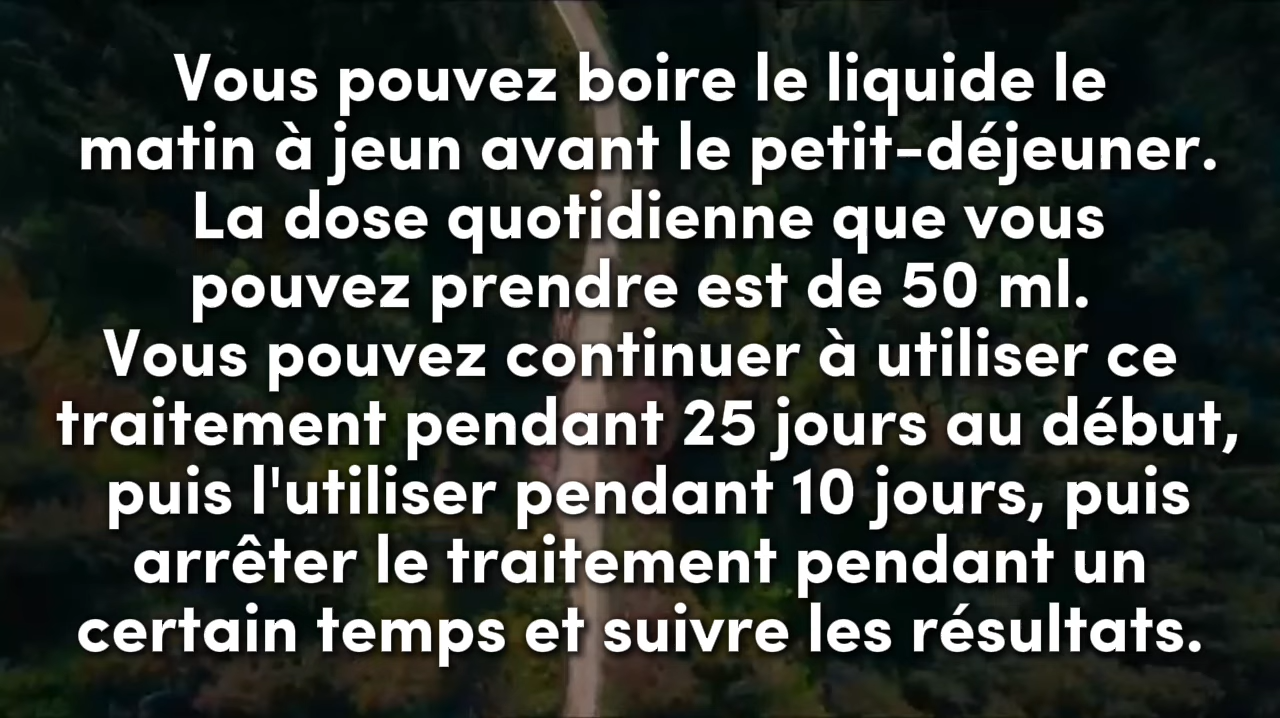 Vous pouvez boire le liquide le
matin à jeun avant le petit-déjeuner.
La dose quotidienne que vous
pouvez prendre est de 50 ml.
Vous pouvez continuer à utiliser ce
traitement pendant 25 jours au début,
puis l'utiliser pendant 10 jours, puis
arrêter le traitement pendant un
certain temps et suivre les résultats.